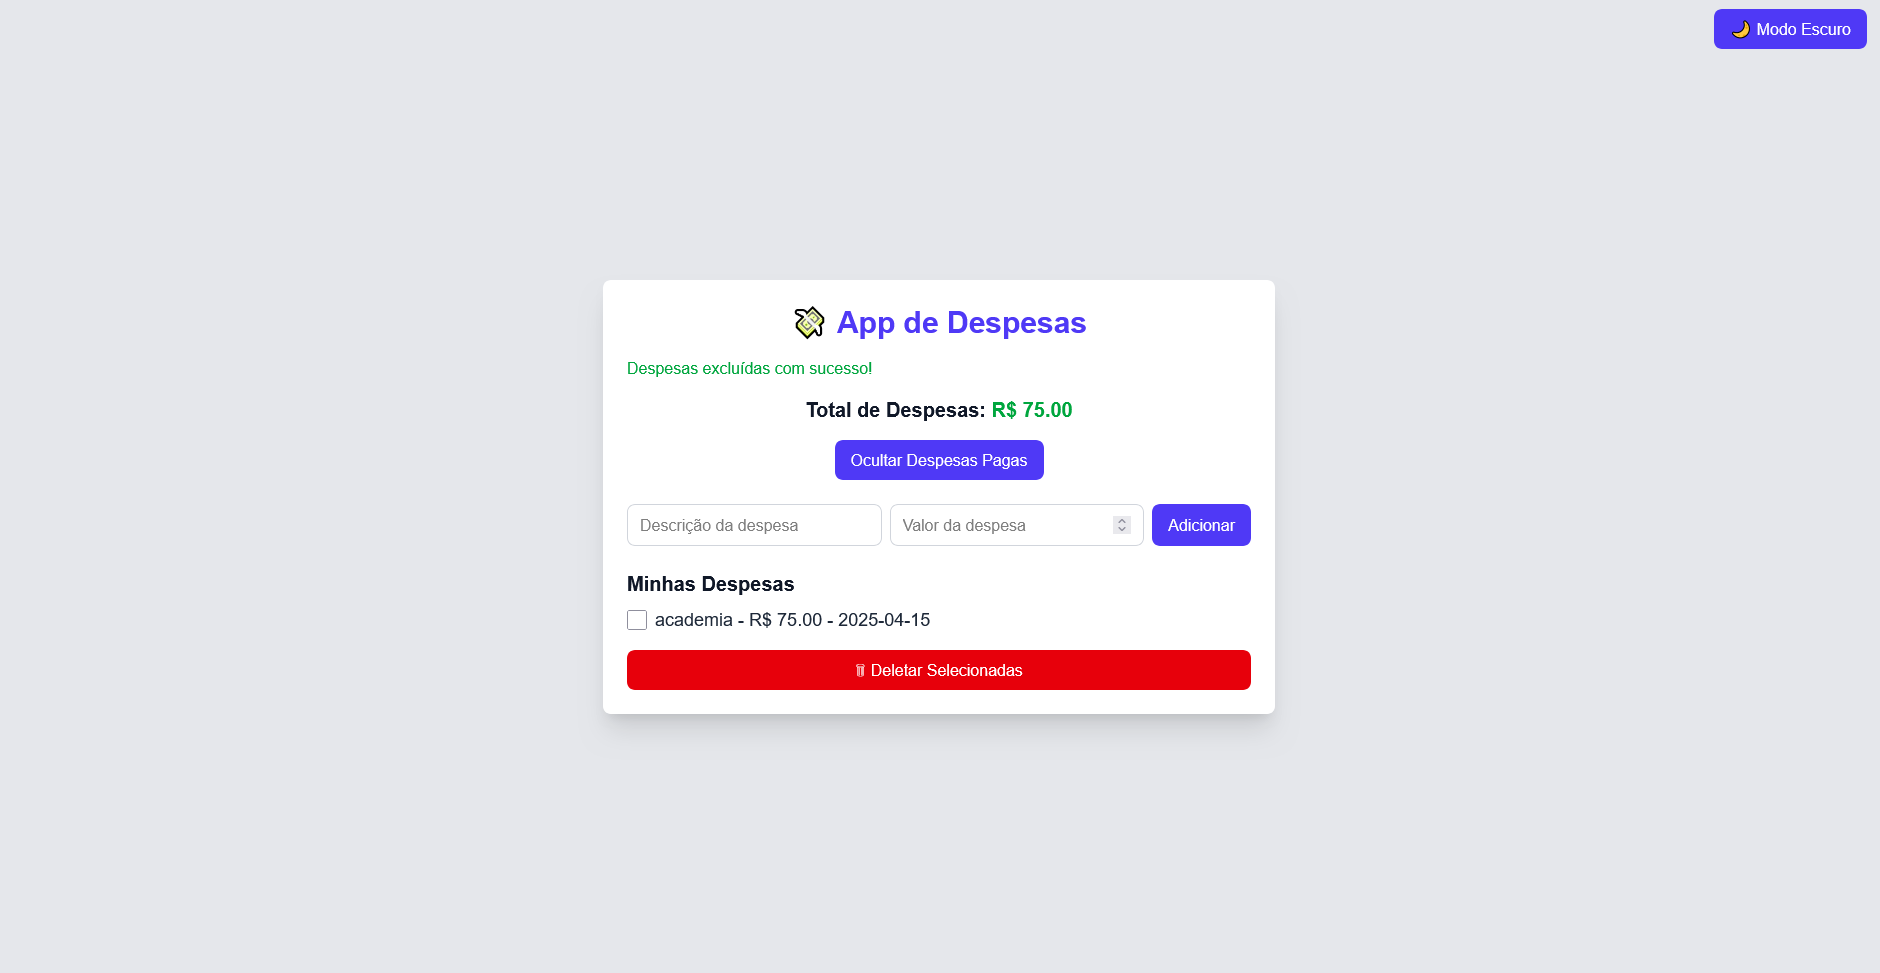 🌙 Modo Escuro
💸 App de Despesas
Despesas excluídas com sucesso!
Total de Despesas: R$ 75.00
Ocultar Despesas Pagas
Descrição da despesa
Valor da despesa
Adicionar
Minhas Despesas
academia - R$ 75.00 - 2025-04-15
🗑 Deletar Selecionadas